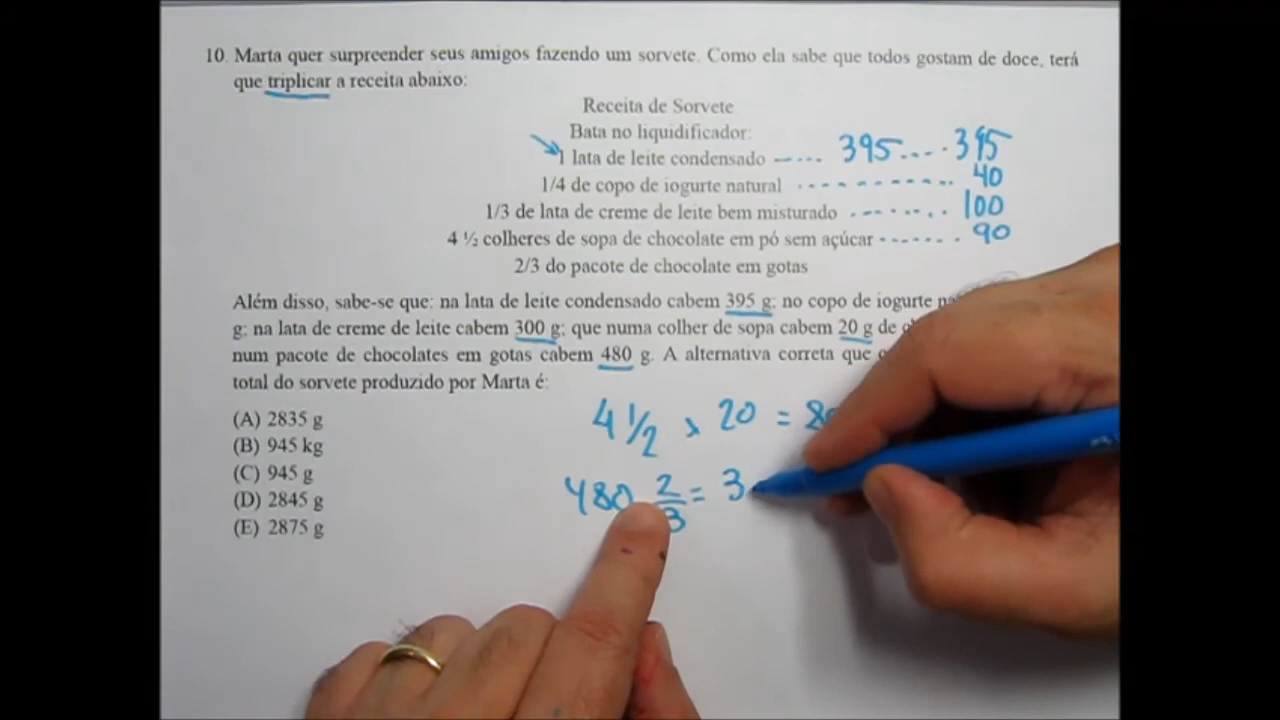 10. Marta quer surpreender seus amigos fazendo um sorvete. Como ela sabe que todos gostam de doce, terá
que triplicar a receita abaixo:
Receita de Sorvete
Bata no liquidificador:
1 lata de leite condensado ------ 395.... 395
1/4 de copo de iogurte natural ----------- 40
1/3 de lata de creme de leite bem misturado ------- 100
4 ½ colheres de sopa de chocolate em pó sem açúcar ------- 90
2/3 do pacote de chocolate em gotas
Além disso, sabe-se que: na lata de leite condensado cabem 395 g; no copo de iogurte
g; na lata de creme de leite cabem 300 g; que numa colher de sopa cabem 20 g de
num pacote de chocolates em gotas cabem 480 g. A alternativa correta que
total do sorvete produzido por Marta é:
(A) 2835 g
(B) 945 kg
(C) 945 g
(D) 2845 g
(E) 2875 g
4 1/2 x 20 = 8
480 2/3 = 3